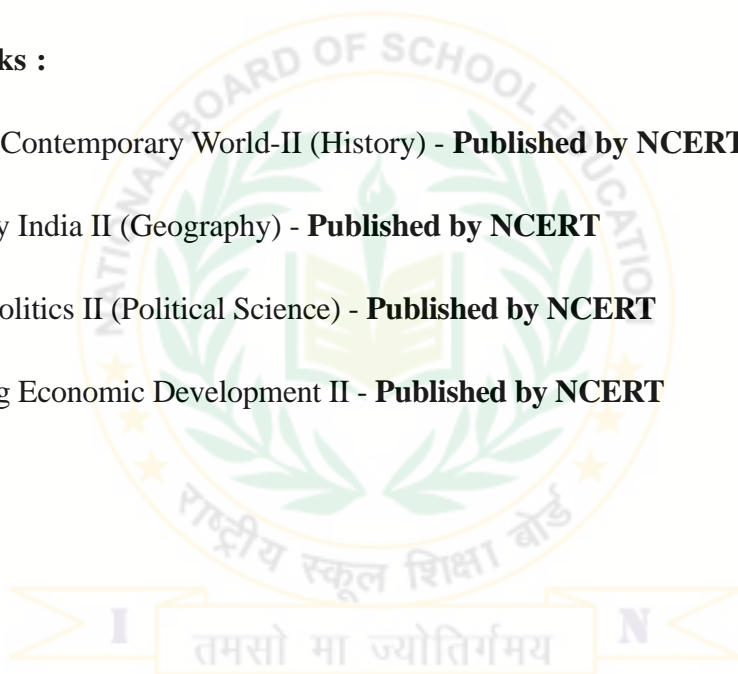 ks :
Contemporary World-II (History) - Published by NCERT
y India II (Geography) - Published by NCERT
olitics II (Political Science) - Published by NCERT
g Economic Development II - Published by NCERT
NATIONAL BOARD OF SCHOOL EDUCATION
राष्ट्रीय स्कूल शिक्षा बोर्ड
I N
तमसो मा ज्योतिर्गमय